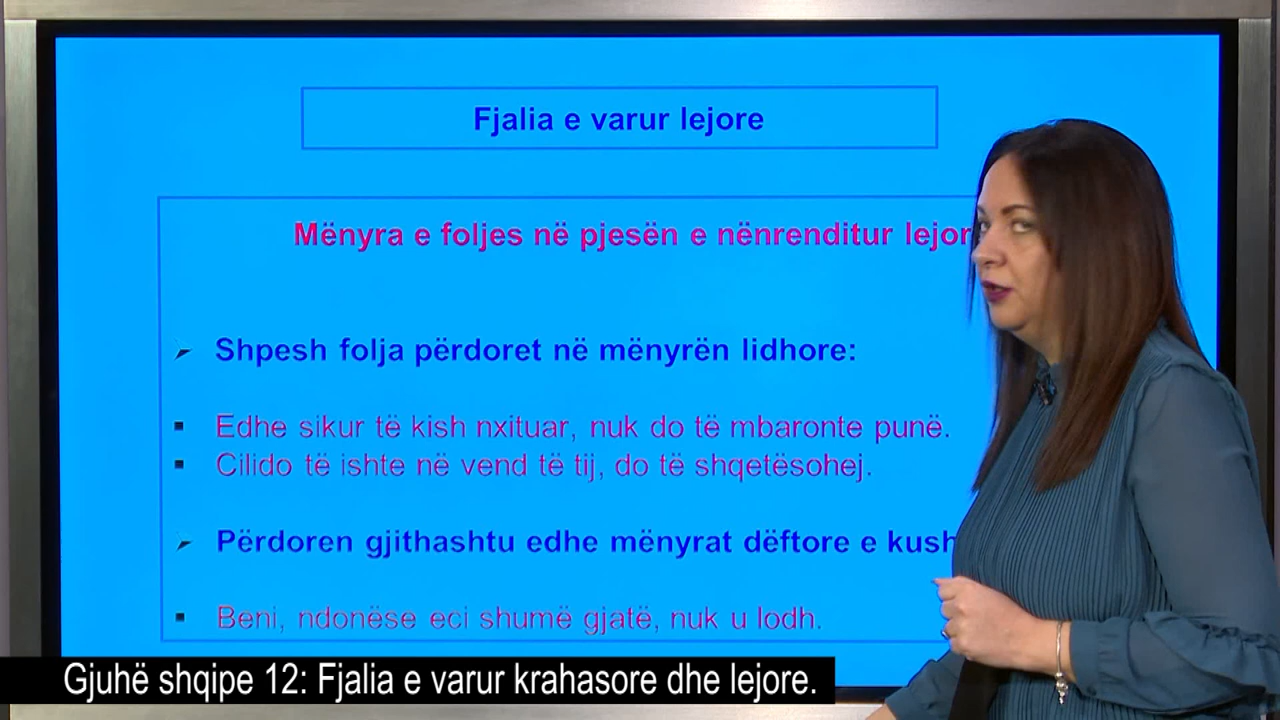 Fjalia e varur lejore
Mënyra e foljes në pjesën e nënrenditur lejor
Shpesh folja përdoret në mënyrën lidhore:
Edhe sikur të kish nxituar, nuk do të mbaronte punë.
Cilido të ishte në vend të tij, do të shqetësohej.
Përdoren gjithashtu edhe mënyrat dëftore e kush
Beni, ndonëse eci shumë gjatë, nuk u lodh.
Gjuhë shqipe 12: Fjalia e varur krahasore dhe lejore.